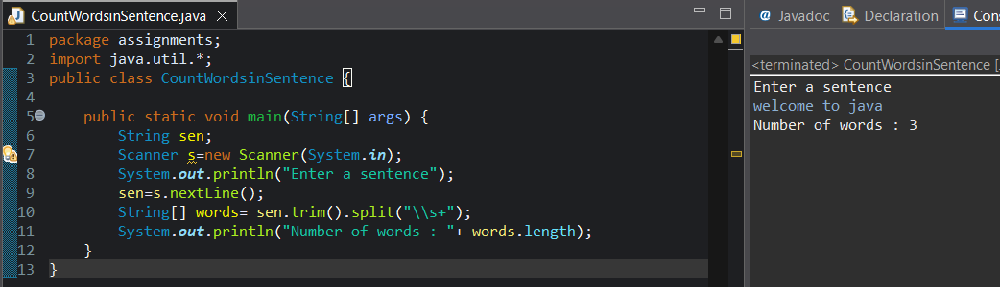 CountWordsinSentence.java
1 package assignments;
2 import java.util.*;
3 public class CountWordsinSentence {
4
5 public static void main(String[] args) {
6 String sen;
7 Scanner s=new Scanner(System.in);
8 System.out.println("Enter a sentence");
9 sen=s.nextLine();
10 String[] words= sen.trim().split("\\s+");
11 System.out.println("Number of words : "+ words.length);
12 }
13 }
@ Javadoc Declaration Con
<terminated> CountWordsinSentence [
Enter a sentence
welcome to java
Number of words : 3